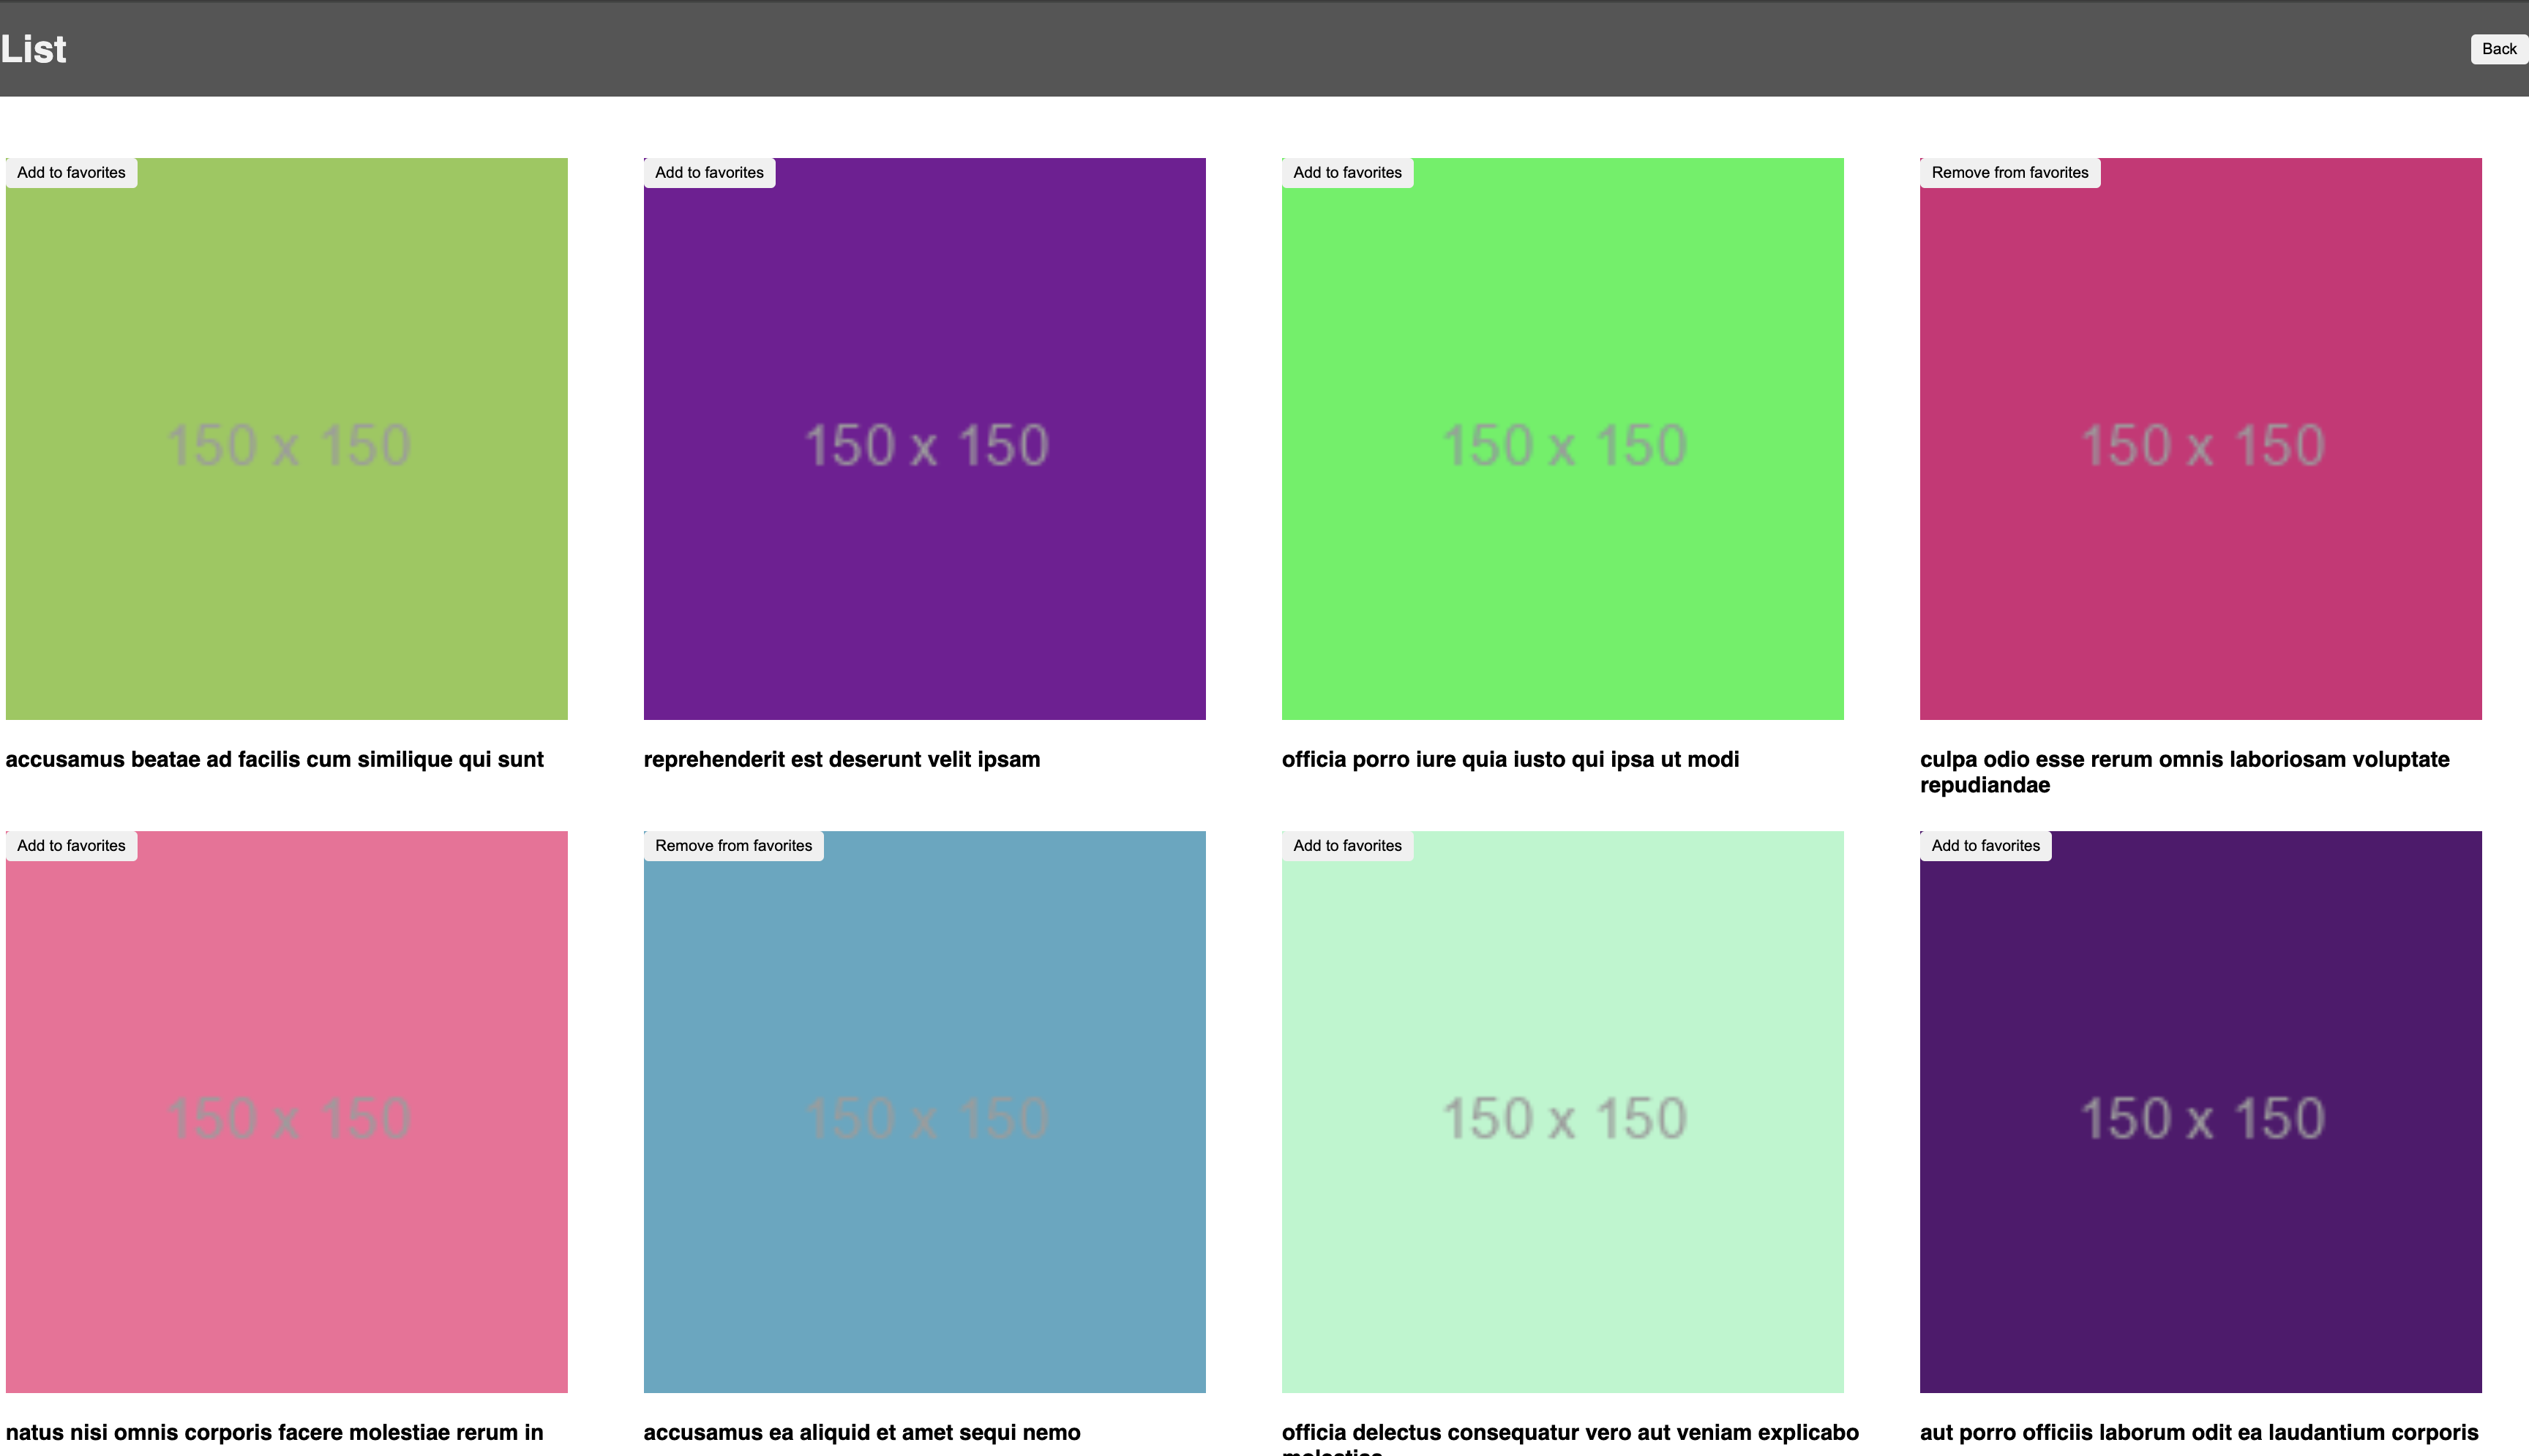 List
Back
Add to favorites
Add to favorites
Add to favorites
Remove from favorites
150 x 150
150 x 150
150 x 150
150 x 150
accusamus beatae ad facilis cum similique qui sunt
reprehenderit est deserunt velit ipsam
officia porro iure quia iusto qui ipsa ut modi
culpa odio esse rerum omnis laboriosam voluptate
repudiandae
Add to favorites
Remove from favorites
Add to favorites
Add to favorites
150 x 150
150 x 150
150 x 150
150 x 150
natus nisi omnis corporis facere molestiae rerum in
accusamus ea aliquid et amet sequi nemo
officia delectus consequatur vero aut veniam explicabo
aut porro officiis laborum odit ea laudantium corporis